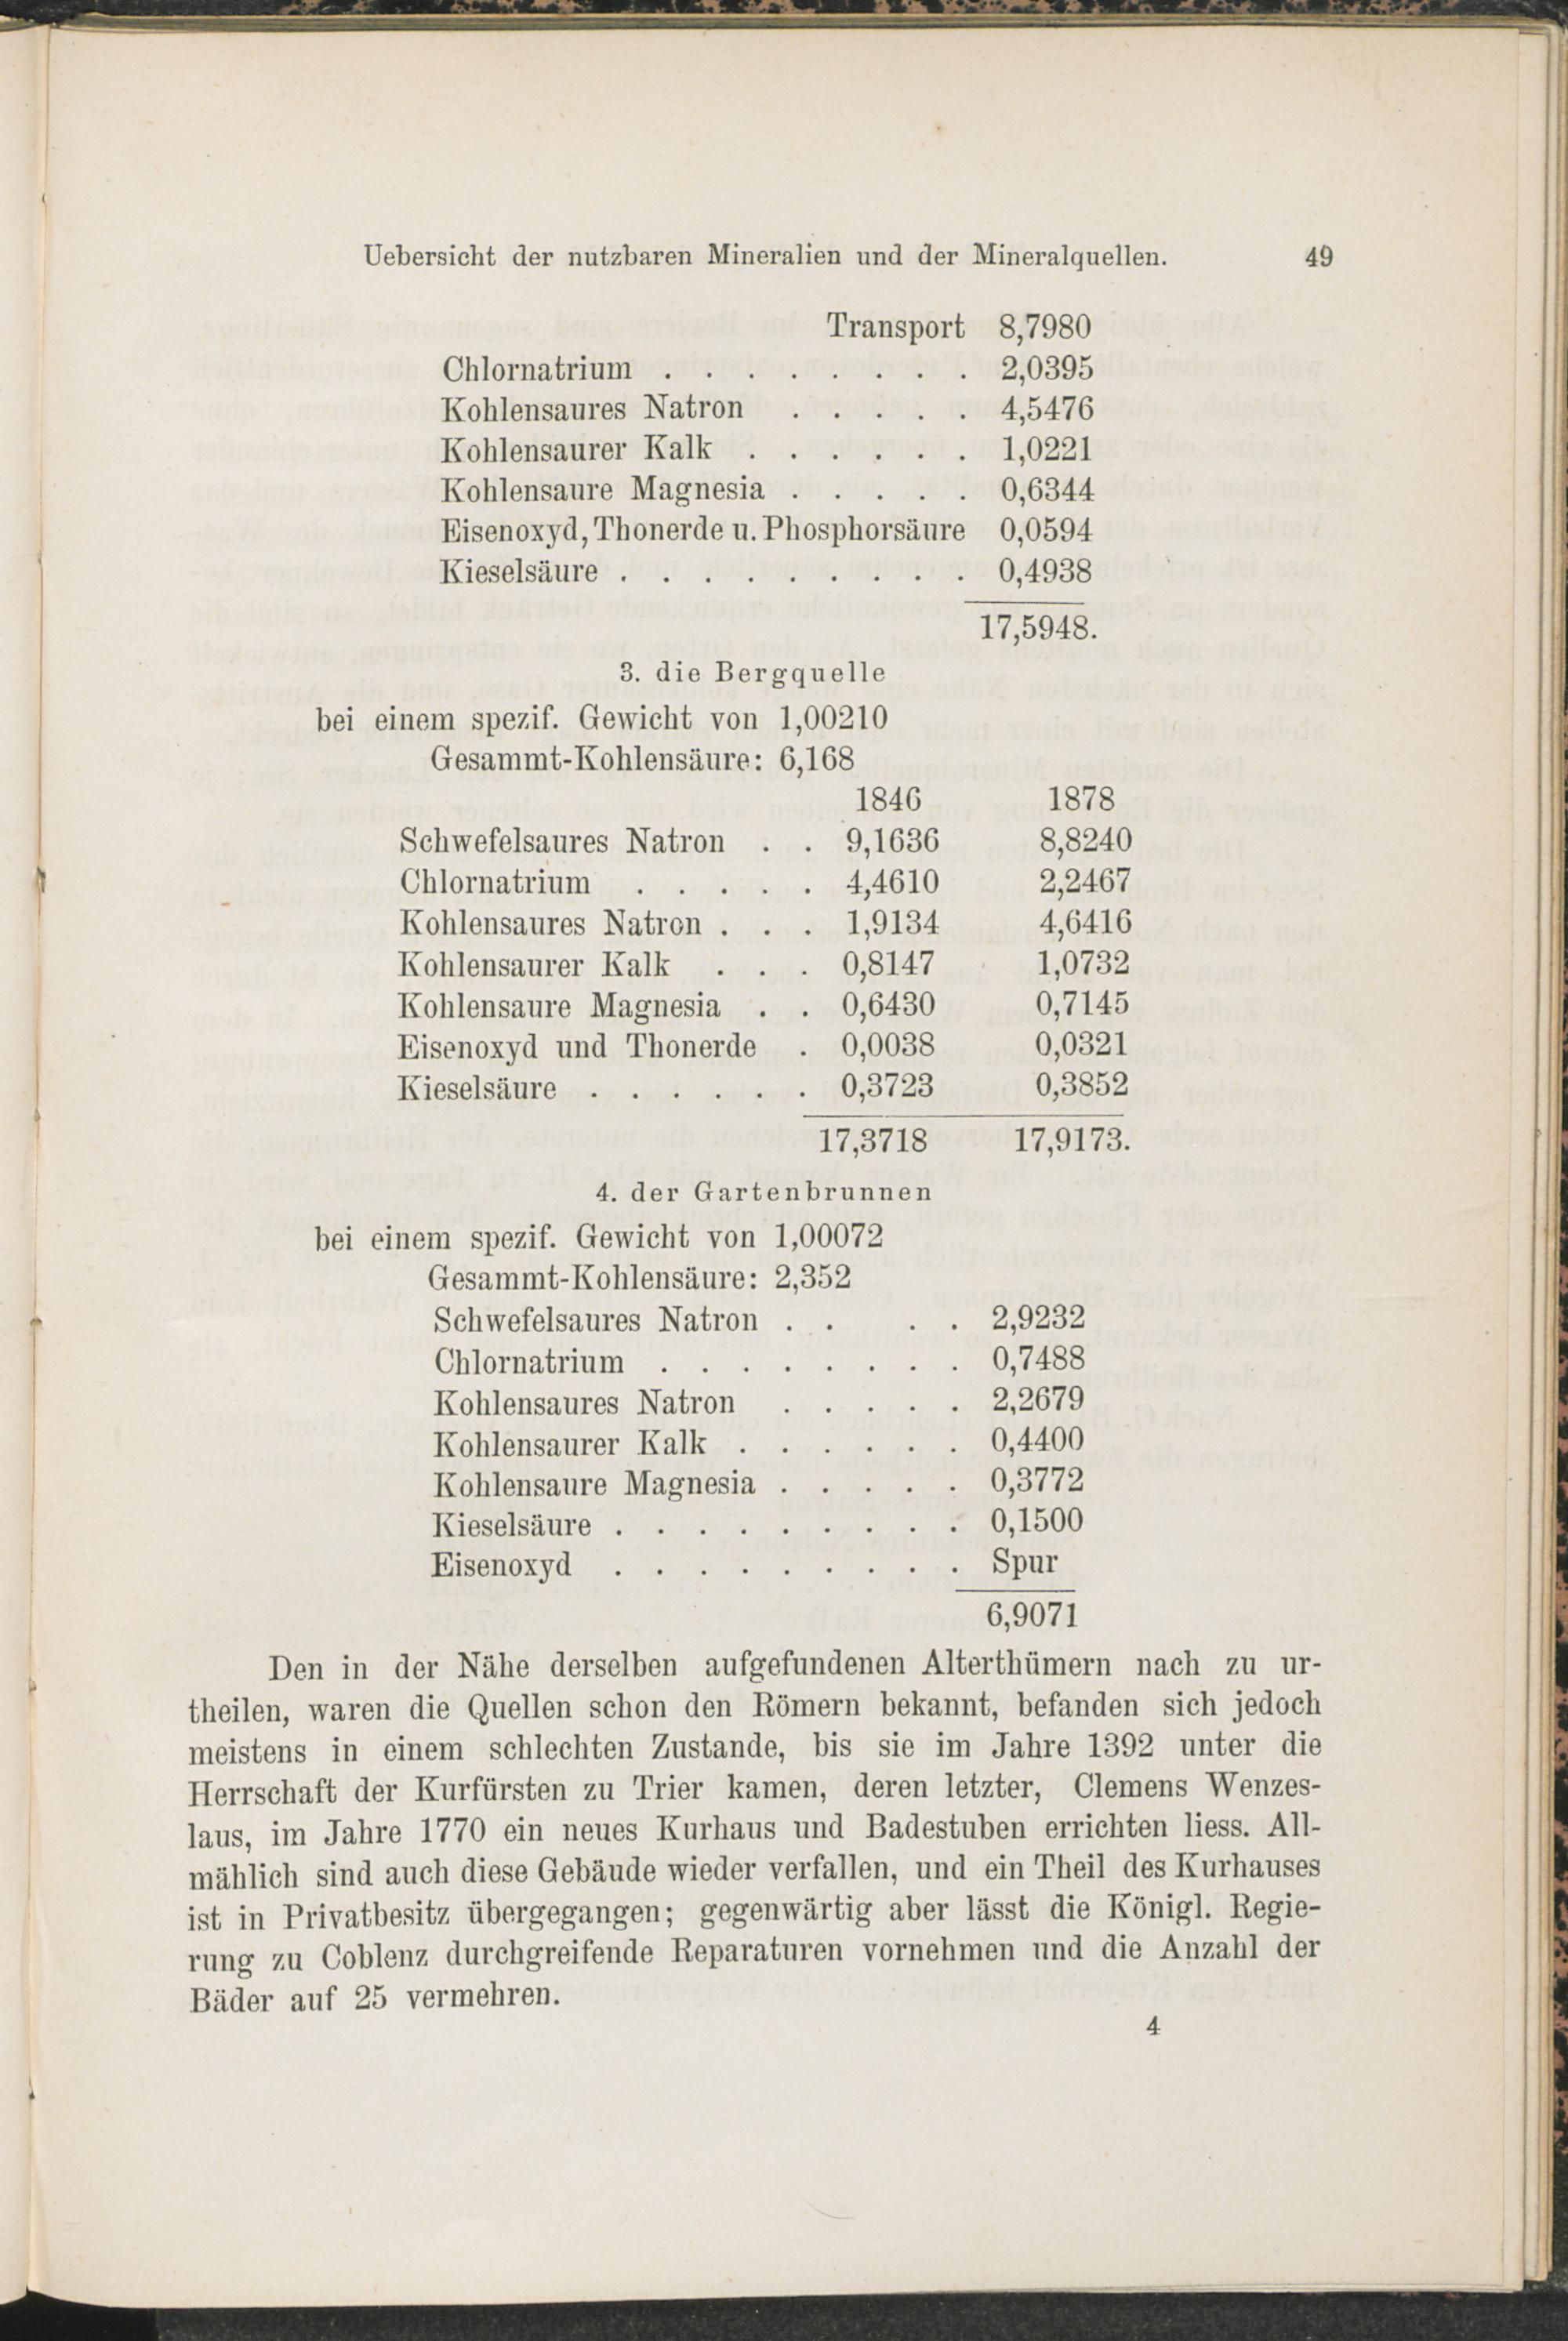 Uebersicht der nutzbaren Mineralien und der Mineralquellen. 49
Transport 8,7980
Chlornatrium . . . . . . . . 2,0395
Kohlensaures Natron . . . . . 4,5476
Kohlensaurer Kalk . . . . . . 1,0221
Kohlensaure Magnesia . . . . . 0,6344
Eisenoxyd, Thonerde u. Phosphorsäure 0,0594
Kieselsäure . . . . . . . . . 0,4938
17,5948.
3. die Bergquelle
bei einem spezif. Gewicht von 1,00210
Gesammt-Kohlensäure: 6,168
1846 1878
Schwefelsaures Natron . . 9,1636 8,8240
Chlornatrium . . . . . 4,4610 2,2467
Kohlensaures Natron . . . 1,9134 4,6416
Kohlensaurer Kalk . . . 0,8147 1,0732
Kohlensaure Magnesia . . 0,6430 0,7145
Eisenoxyd und Thonerde . 0,0038 0,0321
Kieselsäure . . . . . . 0,3723 0,3852
17,3718 17,9173.
4. der Gartenbrunnen
bei einem spezif. Gewicht von 1,00072
Gesammt-Kohlensäure: 2,352
Schwefelsaures Natron . . . . 2,9232
Chlornatrium . . . . . . . . 0,7488
Kohlensaures Natron . . . . . 2,2679
Kohlensaurer Kalk . . . . . . 0,4400
Kohlensaure Magnesia . . . . . 0,3772
Kieselsäure . . . . . . . . . 0,1500
Eisenoxyd . . . . . . . . . Spur
6,9071
Den in der Nähe derselben aufgefundenen Alterthümern nach zu ur-
theilen, waren die Quellen schon den Römern bekannt, befanden sich jedoch
meistens in einem schlechten Zustande, bis sie im Jahre 1392 unter die
Herrschaft der Kurfürsten zu Trier kamen, deren letzter, Clemens Wenzes-
laus, im Jahre 1770 ein neues Kurhaus und Badestuben errichten liess. All-
mählich sind auch diese Gebäude wieder verfallen, und ein Theil des Kurhauses
ist in Privatbesitz übergegangen; gegenwärtig aber lässt die Königl. Regie-
rung zu Coblenz durchgreifende Reparaturen vornehmen und die Anzahl der
Bäder auf 25 vermehren.
4